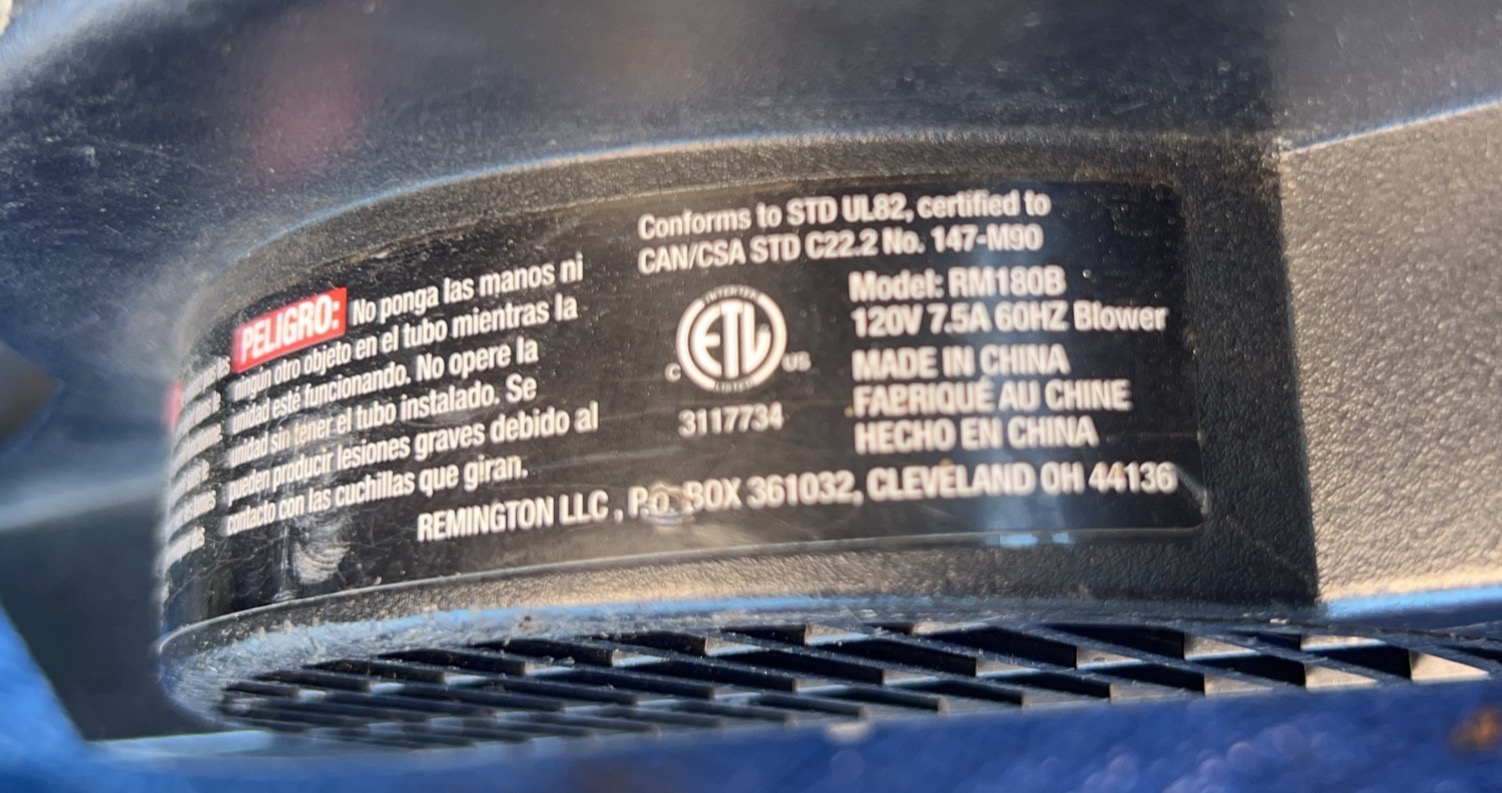 PELIGRO: No ponga las manos ni
ningún otro objeto en el tubo mientras la
unidad esté funcionando. No opere la
unidad sin tener el tubo instalado. Se
pueden producir lesiones graves debido al
contacto con las cuchillas que giran.
Conforms to STD UL82, certified to
CAN/CSA STD C22.2 No. 147-M90
INTERTEK
ETL
LISTED
C US
3117734
Model: RM180B
120V 7.5A 60HZ Blower
MADE IN CHINA
FABRIQUÉ AU CHINE
HECHO EN CHINA
REMINGTON LLC , P.O. BOX 361032, CLEVELAND OH 44136